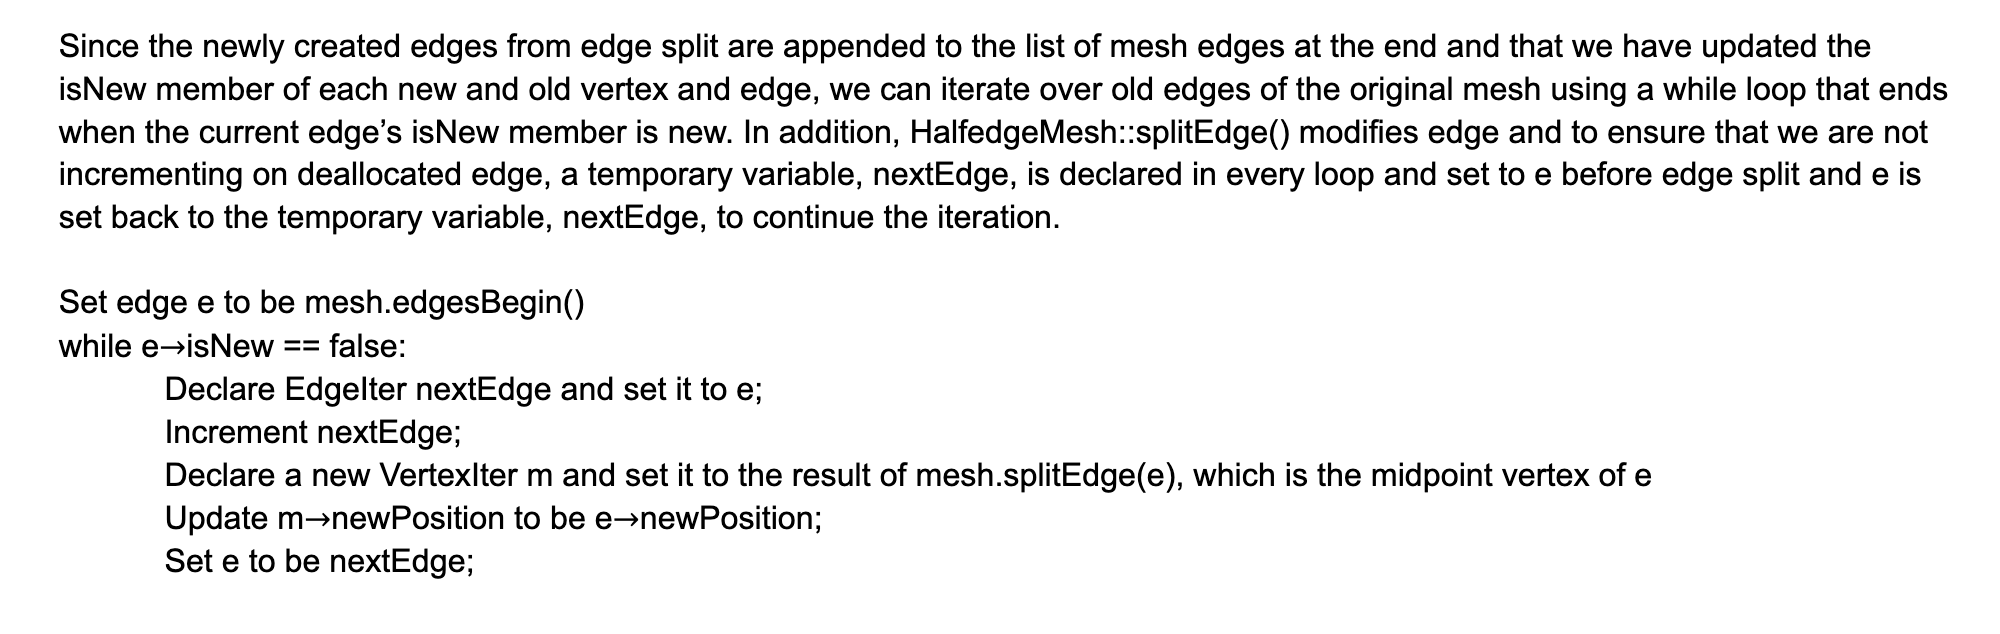 Since the newly created edges from edge split are appended to the list of mesh edges at the end and that we have updated the
isNew member of each new and old vertex and edge, we can iterate over old edges of the original mesh using a while loop that ends
when the current edge’s isNew member is new. In addition, HalfedgeMesh::splitEdge() modifies edge and to ensure that we are not
incrementing on deallocated edge, a temporary variable, nextEdge, is declared in every loop and set to e before edge split and e is
set back to the temporary variable, nextEdge, to continue the iteration.
Set edge e to be mesh.edgesBegin()
while e→isNew == false:
Declare EdgeIter nextEdge and set it to e;
Increment nextEdge;
Declare a new VertexIter m and set it to the result of mesh.splitEdge(e), which is the midpoint vertex of e
Update m→newPosition to be e→newPosition;
Set e to be nextEdge;